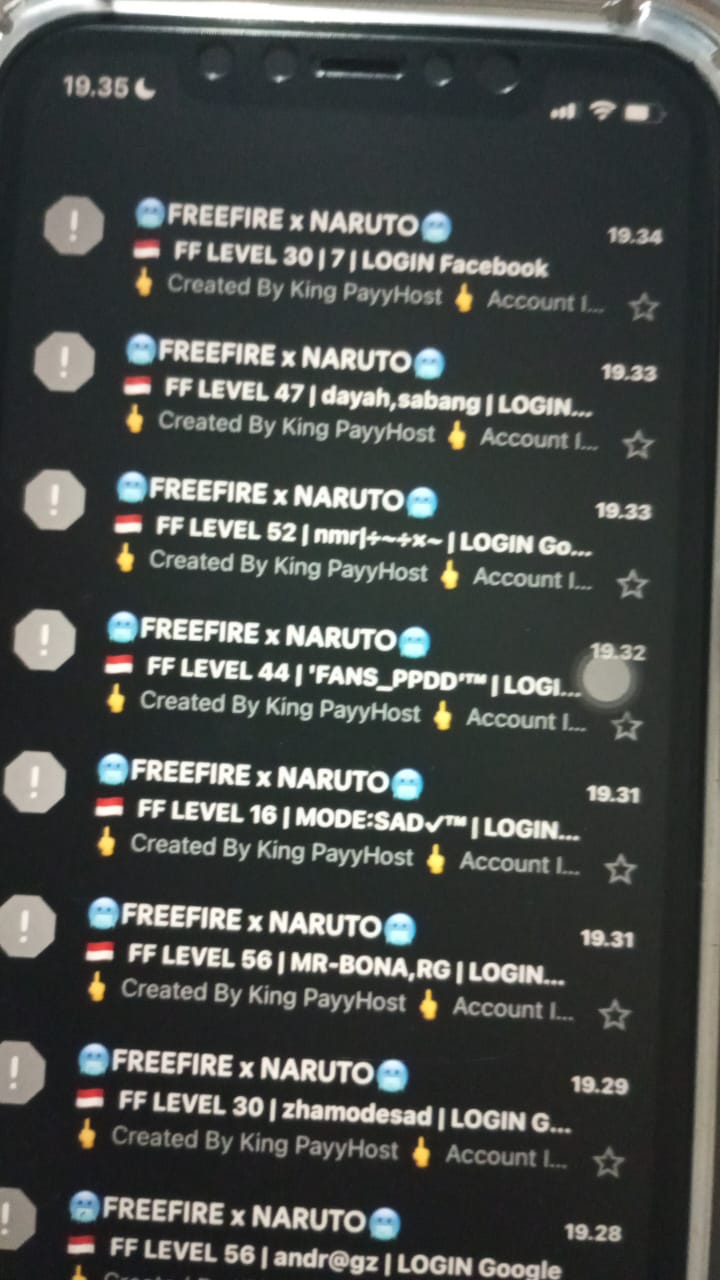 19.35
🥶FREEFIRE x NARUTO🥶 19.34
🇮🇩 FF LEVEL 30 | 7 | LOGIN Facebook
🖕 Created By King PayyHost 🖕 Account I...
🥶FREEFIRE x NARUTO🥶 19.33
🇮🇩 FF LEVEL 47 | dayah,sabang | LOGIN...
🖕 Created By King PayyHost 🖕 Account I...
🥶FREEFIRE x NARUTO🥶 19.33
🇮🇩 FF LEVEL 52 | nmr|÷~÷×~ | LOGIN Go...
🖕 Created By King PayyHost 🖕 Account I...
🥶FREEFIRE x NARUTO🥶 19.32
🇮🇩 FF LEVEL 44 | 'FANS_PPDD'™ | LOGI...
🖕 Created By King PayyHost 🖕 Account I...
🥶FREEFIRE x NARUTO🥶 19.31
🇮🇩 FF LEVEL 16 | MODE:SAD✓™ | LOGIN...
🖕 Created By King PayyHost 🖕 Account I...
🥶FREEFIRE x NARUTO🥶 19.31
🇮🇩 FF LEVEL 56 | MR-BONA,RG | LOGIN...
🖕 Created By King PayyHost 🖕 Account I...
🥶FREEFIRE x NARUTO🥶 19.29
🇮🇩 FF LEVEL 30 | zhamodesad | LOGIN G...
🖕 Created By King PayyHost 🖕 Account I...
🥶FREEFIRE x NARUTO🥶 19.28
🇮🇩 FF LEVEL 56 | andr@gz | LOGIN Google